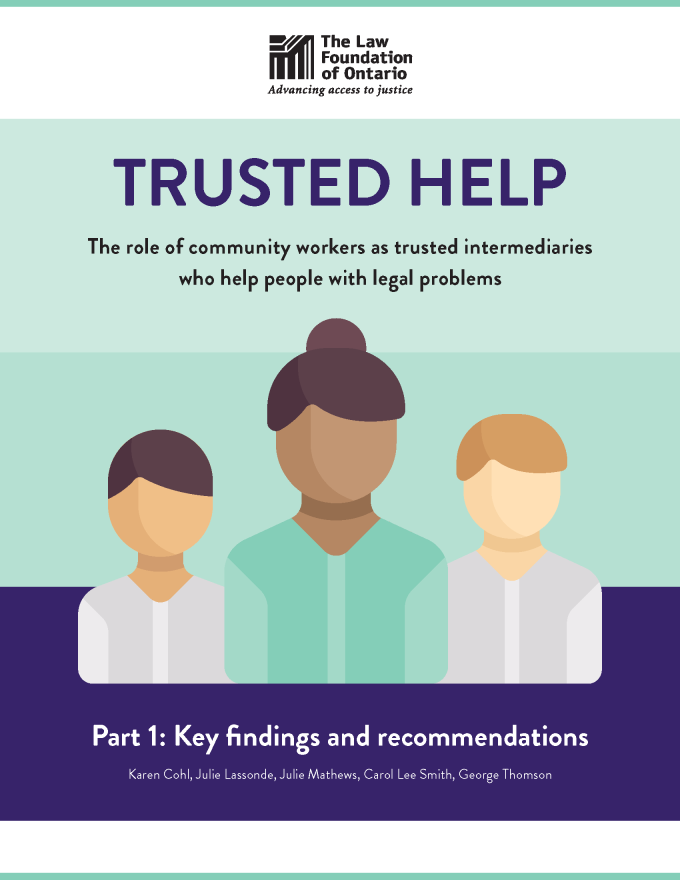 The Law
Foundation
of Ontario
Advancing access to justice
TRUSTED HELP
The role of community workers as trusted intermediaries
who help people with legal problems
Part 1: Key findings and recommendations
Karen Cohl, Julie Lassonde, Julie Mathews, Carol Lee Smith, George Thomson